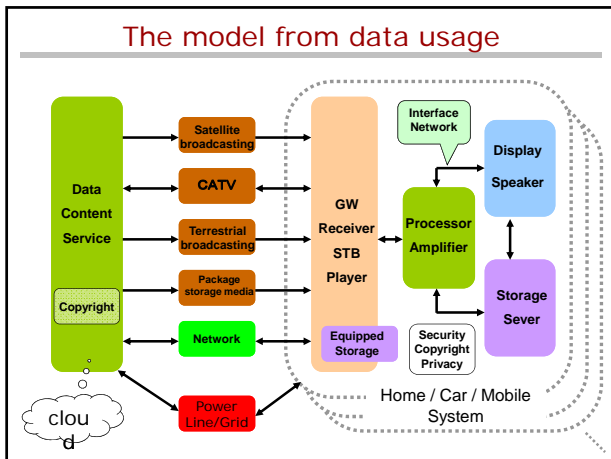 The model from data usage
Data
Content
Service
Copyright
clou
d
Satellite
broadcasting
CATV
Terrestrial
broadcasting
Package
storage media
Network
Power
Line/Grid
GW
Receiver
STB
Player
Equipped
Storage
Interface
Network
Processor
Amplifier
Security
Copyright
Privacy
Display
Speaker
Storage
Sever
Home / Car / Mobile
System